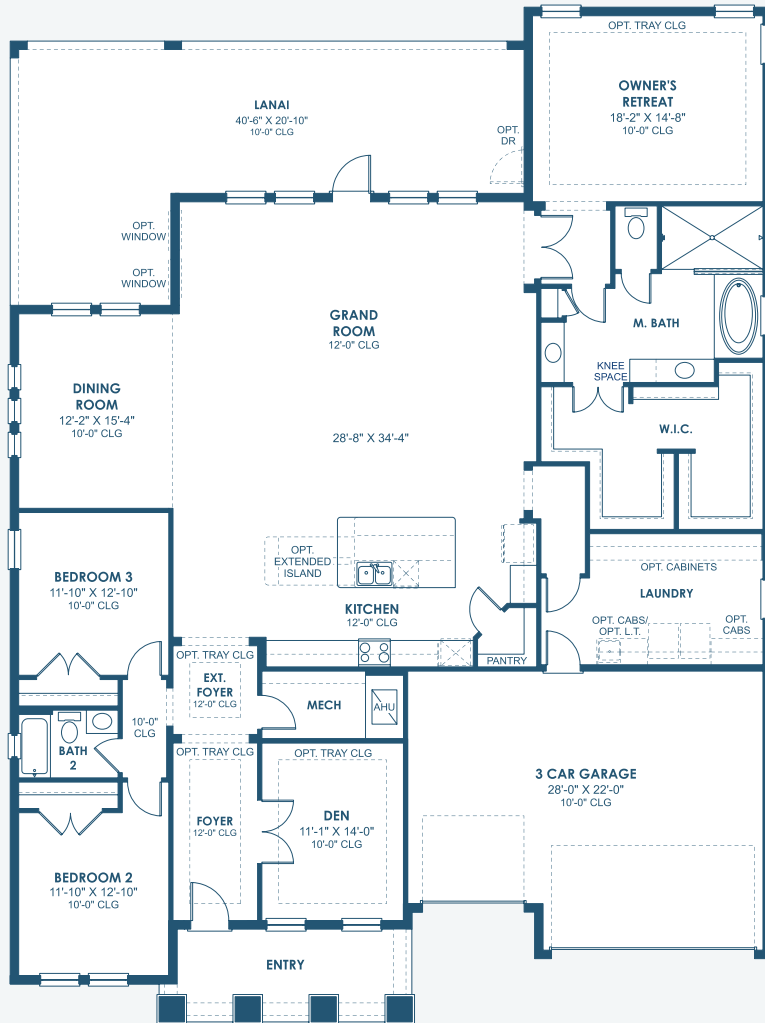 OPT. TRAY CLG
OWNER'S
RETREAT
18'-2" X 14'-8"
10'-0" CLG
LANAI
40'-6" X 20'-10"
10'-0" CLG
OPT.
DR
OPT.
WINDOW
OPT.
WINDOW
GRAND
ROOM
12'-0" CLG
28'-8" X 34'-4"
M. BATH
KNEE
SPACE
W.I.C.
DINING
ROOM
12'-2" X 15'-4"
10'-0" CLG
OPT.
EXTENDED
ISLAND
KITCHEN
12'-0" CLG
PANTRY
OPT. CABINETS
LAUNDRY
OPT. CABS/
OPT. L.T.
OPT.
CABS
BEDROOM 3
11'-10" X 12'-10"
10'-0" CLG
OPT. TRAY CLG
EXT.
FOYER
12'-0" CLG
MECH
AHU
10'-0"
CLG
BATH
2
OPT. TRAY CLG
FOYER
12'-0" CLG
OPT. TRAY CLG
DEN
11'-1" X 14'-0"
10'-0" CLG
3 CAR GARAGE
28'-0" X 22'-0"
10'-0" CLG
BEDROOM 2
11'-10" X 12'-10"
10'-0" CLG
ENTRY